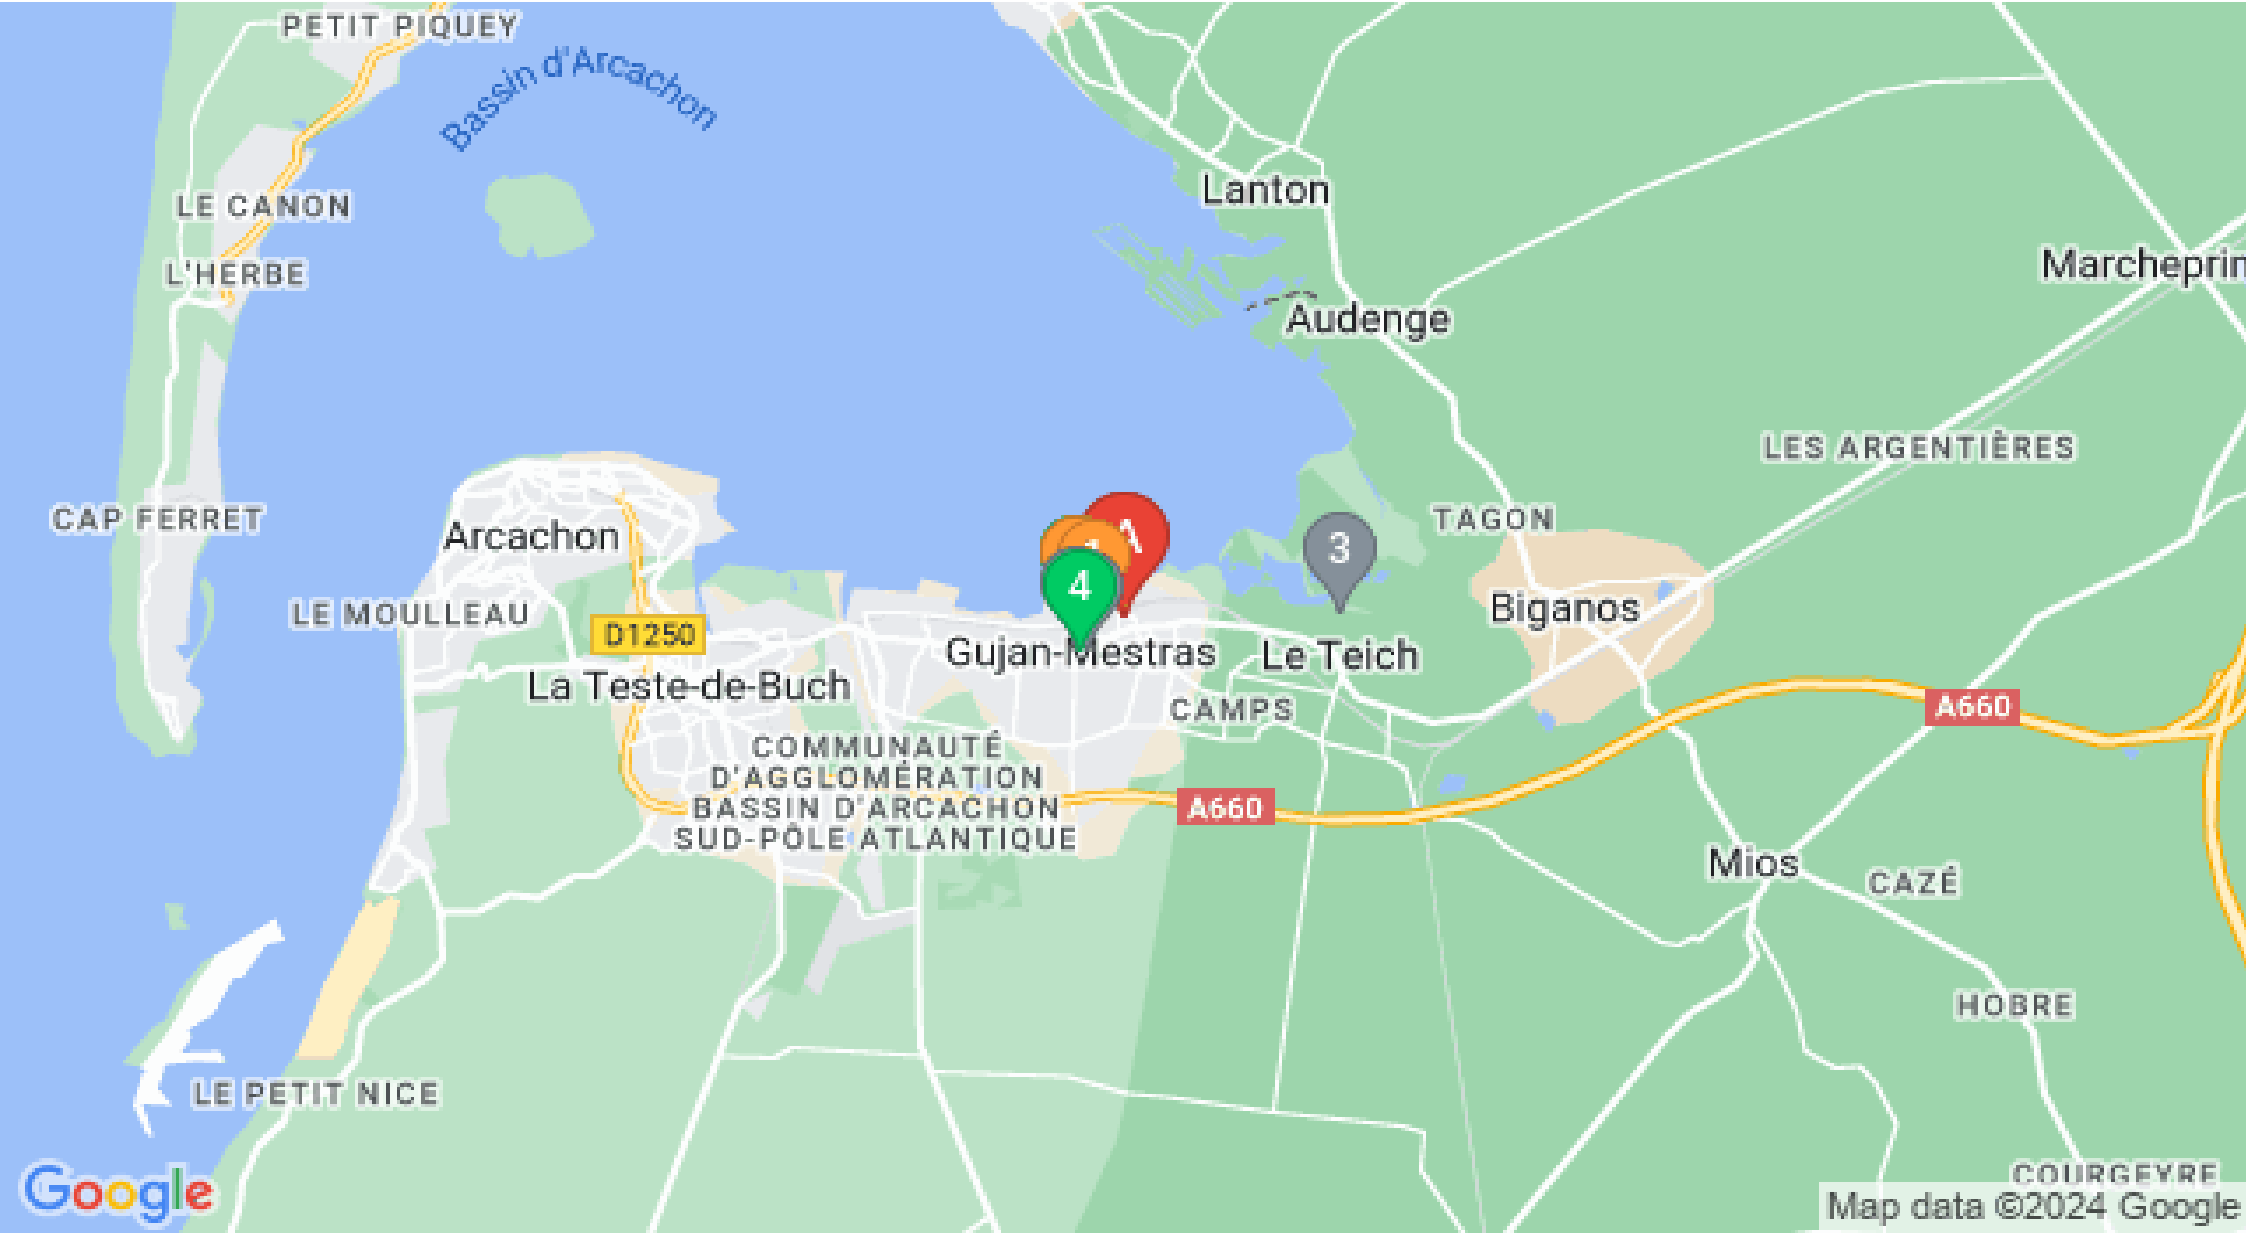 PETIT PIQUEY
Bassin d'Arcachon
Lanton
LE CANON
L'HERBE
Marcheprin
Audenge
LES ARGENTIÈRES
CAP FERRET
Arcachon
A
1
3
TAGON
4
LE MOULLEAU
D1250
Biganos
Gujan-Mestras
Le Teich
La Teste-de-Buch
CAMPS
A660
COMMUNAUTÉ
D'AGGLOMÉRATION
BASSIN D'ARCACHON
SUD-PÔLE ATLANTIQUE
A660
Mios
CAZÉ
HOBRE
LE PETIT NICE
COURGEYRE
Google
Map data ©2024 Google